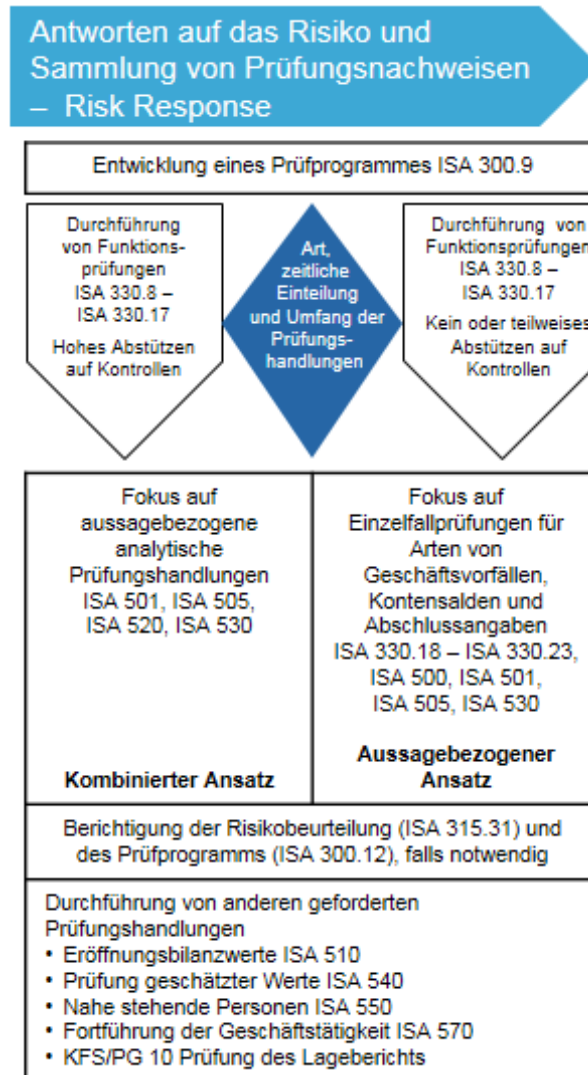 Antworten auf das Risiko und
Sammlung von Prüfungsnachweisen
– Risk Response
Entwicklung eines Prüfprogrammes ISA 300.9
Durchführung
von Funktions-
prüfungen
ISA 330.8 –
ISA 330.17
Hohes Abstützen
auf Kontrollen
Art,
zeitliche
Einteilung
und Umfang der
Prüfungs-
handlungen
Durchführung von
Funktionsprüfungen
ISA 330.8 –
ISA 330.17
Kein oder teilweises
Abstützen auf
Kontrollen
Fokus auf
aussagebezogene
analytische
Prüfungshandlungen
ISA 501, ISA 505,
ISA 520, ISA 530
Kombinierter Ansatz
Fokus auf
Einzelfallprüfungen für
Arten von
Geschäftsvorfällen,
Kontensalden und
Abschlussangaben
ISA 330.18 – ISA 330.23,
ISA 500, ISA 501,
ISA 505, ISA 530
Aussagebezogener
Ansatz
Berichtigung der Risikobeurteilung (ISA 315.31) und
des Prüfprogramms (ISA 300.12), falls notwendig
Durchführung von anderen geforderten
Prüfungshandlungen
• Eröffnungsbilanzwerte ISA 510
• Prüfung geschätzter Werte ISA 540
• Nahe stehende Personen ISA 550
• Fortführung der Geschäftstätigkeit ISA 570
• KFS/PG 10 Prüfung des Lageberichts